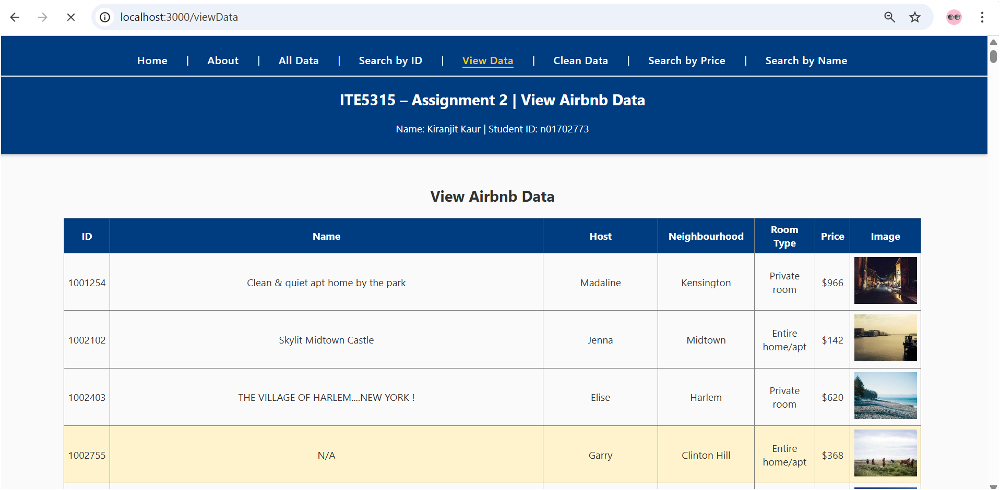 localhost:3000/viewData
Home | About | All Data | Search by ID | View Data | Clean Data | Search by Price | Search by Name
ITE5315 – Assignment 2 | View Airbnb Data
Name: Kiranjit Kaur | Student ID: n01702773
View Airbnb Data
ID Name Host Neighbourhood Room Type Price Image
1001254 Clean & quiet apt home by the park Madaline Kensington Private room $966
1002102 Skylit Midtown Castle Jenna Midtown Entire home/apt $142
1002403 THE VILLAGE OF HARLEM....NEW YORK ! Elise Harlem Private room $620
1002755 N/A Garry Clinton Hill Entire home/apt $368